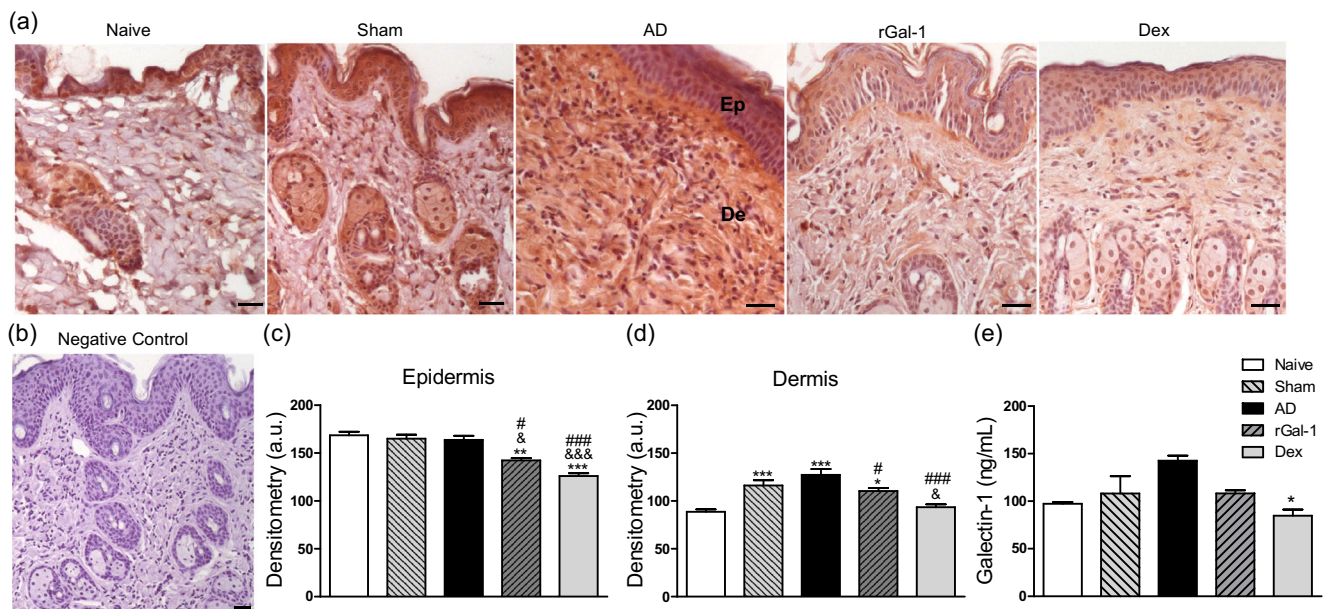 (a)
Naive
Sham
AD
rGal-1
Dex
Ep
De
(b)
Negative Control
(c)
Epidermis
Densitometry (a.u.)
200
150
100
50
0
#
&
**
###
&&&
***
(d)
Dermis
Densitometry (a.u.)
200
150
100
50
0
***
***
#
*
###
&
(e)
Galectin-1 (ng/mL)
200
150
100
50
0
*
Naive
Sham
AD
rGal-1
Dex